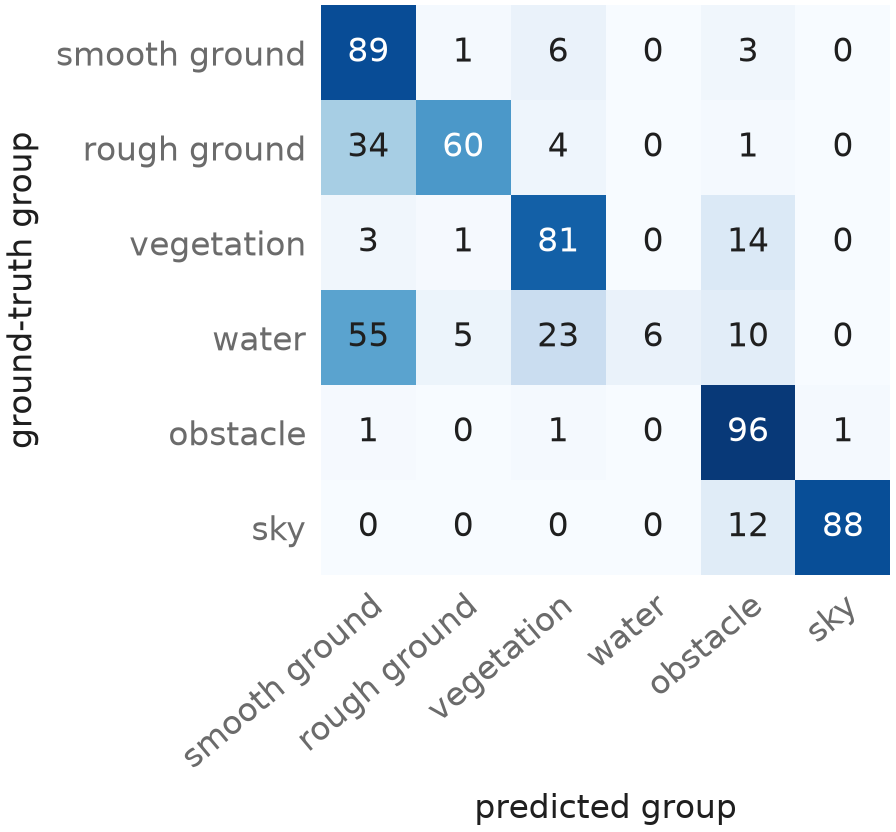 smooth ground 89 1 6 0 3 0
rough ground 34 60 4 0 1 0
vegetation 3 1 81 0 14 0
water 55 5 23 6 10 0
obstacle 1 0 1 0 96 1
sky 0 0 0 0 12 88
ground-truth group
smooth ground
rough ground
vegetation
water
obstacle
sky
predicted group